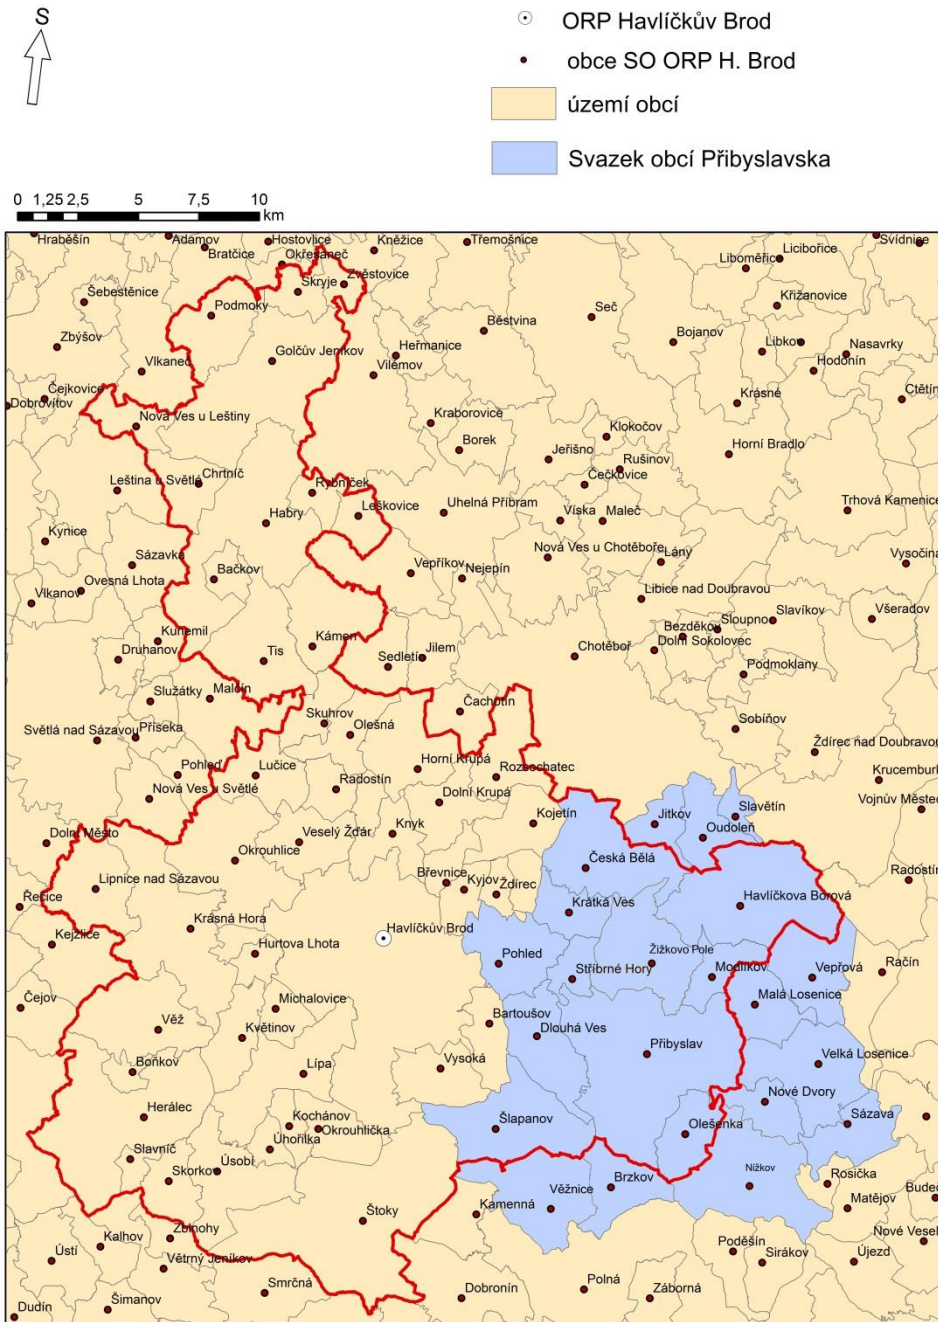 S
ORP Havlíčkův Brod
obce SO ORP H. Brod
území obcí
Svazek obcí Přibyslavska
0 1,25 2,5 5 7,5 10
km
Hraběšín
Adamov
Bratčice
Hostovlice
Okřesaneč
Kněžice
Třemošnice
Svídnice
Licibořice
Liboměřice
Šebestěnice
Skryje
Zvěstovice
Křižanovice
Podmoky
Seč
Běstvina
Bojanov
Zbýšov
Libkov
Nasavrky
Hodonín
Vlkaneč
Golčův Jeníkov
Heřmanice
Vilémov
Čejkovice
Dobrovítov
Krásné
Ctětín
Nová Ves u Leštiny
Kraborovice
Klokočov
Borek
Horní Bradlo
Jeřišno
Rušinov
Čečkovice
Leština u Světlé
Chrtníč
Rybníček
Leškovice
Uhelná Příbram
Trhová Kamenice
Habry
Víska
Maleč
Kynice
Nová Ves u Chotěboře
Lány
Vysočina
Sázavka
Bačkov
Vepříkov
Nejepín
Ovesná Lhota
Vlkanov
Libice nad Doubravou
Slavíkov
Všeradov
Sloupno
Bezděkov
Dolní Sokolovec
Kunemil
Druhanov
Kámen
Tis
Jilem
Sedletín
Chotěboř
Podmoklany
Služátky
Malčín
Čachotín
Skuhrov
Olešná
Sobíňov
Světlá nad Sázavou
Příseka
Ždírec nad Doubravou
Pohleď
Lučice
Horní Krupá
Rozsochatec
Krucemburk
Radostín
Nová Ves u Světlé
Dolní Krupá
Slavětín
Vojnův Městec
Kojetín
Jitkov
Oudoleň
Dolní Město
Veselý Žďár
Knyk
Okrouhlice
Česká Bělá
Radostín
Lipnice nad Sázavou
Břevnice
Kyjov
Ždírec
Řečice
Krátká Ves
Havlíčkova Borová
Krásná Hora
Havlíčkův Brod
Kejžlice
Hurtova Lhota
Pohled
Žižkovo Pole
Stříbrné Hory
Modlíkov
Vepřová
Račín
Čejov
Michalovice
Malá Losenice
Věž
Květinov
Bartoušov
Dlouhá Ves
Přibyslav
Vysoká
Velká Losenice
Boňkov
Lípa
Nové Dvory
Herálec
Kochánov
Okrouhlička
Šlapanov
Olešenka
Sázava
Úhořilka
Slavníč
Skorkov
Úsobí
Věžnice
Brzkov
Nížkov
Rosička
Matějov
Budeč
Štoky
Kamenná
Zbinohy
Kalhov
Ústí
Větrný Jeníkov
Poděšín
Sirákov
Újezd
Nové Veselí
Smrčná
Dobronín
Polná
Záborná
Šimanov
Dudín